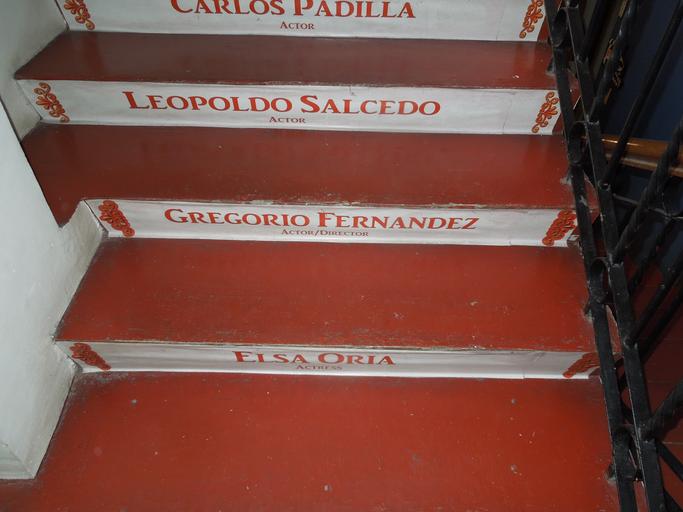 CARLOS PADILLA
ACTOR
LEOPOLDO SALCEDO
ACTOR
GREGORIO FERNANDEZ
ACTOR/DIRECTOR
ELSA ORIA
ACTRESS